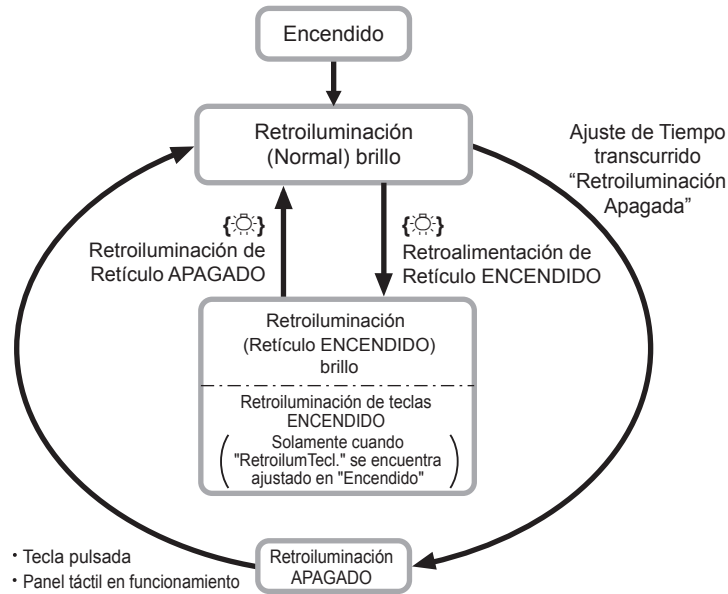 Encendido
Retroiluminación
(Normal) brillo
Ajuste de Tiempo
transcurrido
“Retroiluminación
Apagada”
{☼}
Retroiluminación de
Retículo APAGADO
{☼}
Retroalimentación de
Retículo ENCENDIDO
Retroiluminación
(Retículo ENCENDIDO)
brillo
Retroiluminación de teclas
ENCENDIDO
(Solamente cuando
"RetroilumTecl." se encuentra
ajustado en "Encendido")
• Tecla pulsada
• Panel táctil en funcionamiento
Retroiluminación
APAGADO